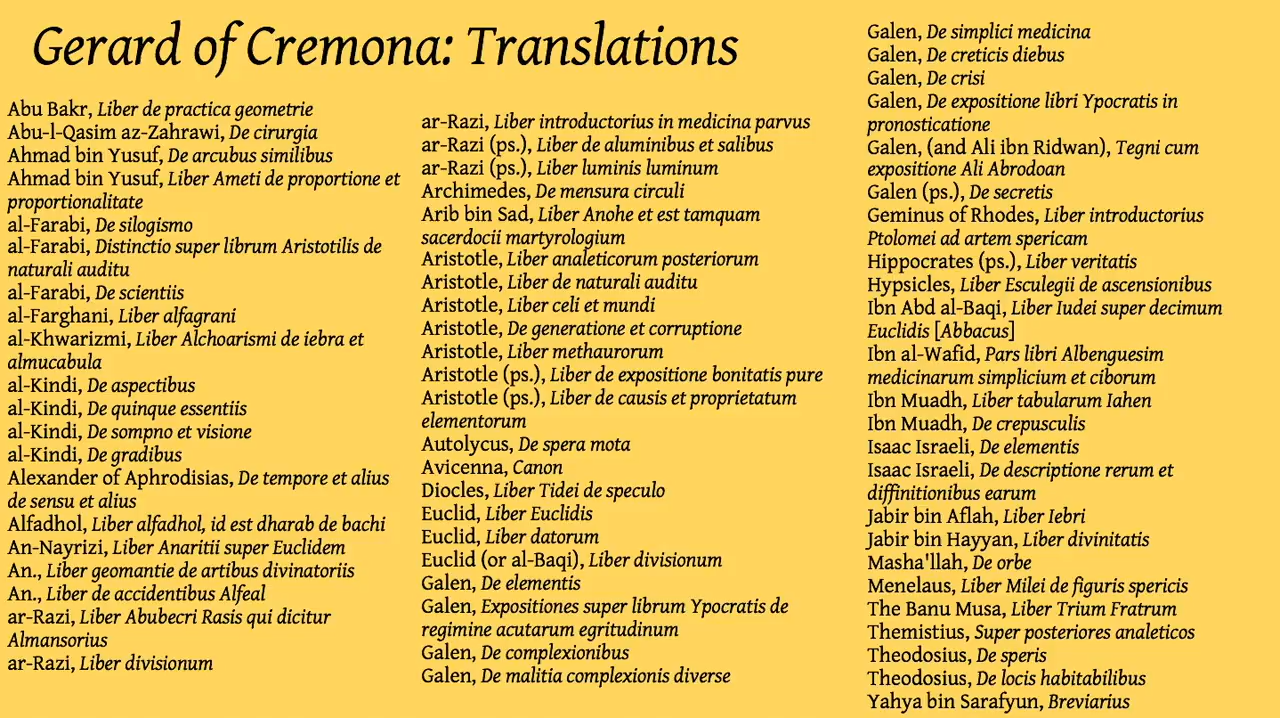 Gerard of Cremona: Translations
Abu Bakr, Liber de practica geometrie
Abu-l-Qasim az-Zahrawi, De cirurgia
Ahmad bin Yusuf, De arcubus similibus
Ahmad bin Yusuf, Liber Ameti de proportione et
proportionalitate
al-Farabi, De silogismo
al-Farabi, Distinctio super librum Aristotilis de
naturali auditu
al-Farabi, De scientiis
al-Farghani, Liber alfagrani
al-Khwarizmi, Liber Alchoarismi de iebra et
almucabula
al-Kindi, De aspectibus
al-Kindi, De quinque essentiis
al-Kindi, De sompno et visione
al-Kindi, De gradibus
Alexander of Aphrodisias, De tempore et alius
de sensu et alius
Alfadhol, Liber alfadhol, id est dharab de bachi
An-Nayrizi, Liber Anaritii super Euclidem
An., Liber geomantie de artibus divinatoriis
An., Liber de accidentibus Alfeal
ar-Razi, Liber Abubecri Rasis qui dicitur
Almansorius
ar-Razi, Liber divisionum
ar-Razi, Liber introductorius in medicina parvus
ar-Razi (ps.), Liber de aluminibus et salibus
ar-Razi (ps.), Liber luminis luminum
Archimedes, De mensura circuli
Arib bin Sad, Liber Anohe et est tamquam
sacerdocii martyrologium
Aristotle, Liber analeticorum posteriorum
Aristotle, Liber de naturali auditu
Aristotle, Liber celi et mundi
Aristotle, De generatione et corruptione
Aristotle, Liber methaurorum
Aristotle (ps.), Liber de expositione bonitatis pure
Aristotle (ps.), Liber de causis et proprietatum
elementorum
Autolycus, De spera mota
Avicenna, Canon
Diocles, Liber Tidei de speculo
Euclid, Liber Euclidis
Euclid, Liber datorum
Euclid (or al-Baqi), Liber divisionum
Galen, De elementis
Galen, Expositiones super librum Ypocratis de
regimine acutarum egritudinum
Galen, De complexionibus
Galen, De malitia complexionis diverse
Galen, De simplici medicina
Galen, De creticis diebus
Galen, De crisi
Galen, De expositione libri Ypocratis in
pronosticatione
Galen, (and Ali ibn Ridwan), Tegni cum
expositione Ali Abrodoan
Galen (ps.), De secretis
Geminus of Rhodes, Liber introductorius
Ptolomei ad artem spericam
Hippocrates (ps.), Liber veritatis
Hypsicles, Liber Esculegii de ascensionibus
Ibn Abd al-Baqi, Liber Iudei super decimum
Euclidis [Abbacus]
Ibn al-Wafid, Pars libri Albenguesim
medicinarum simplicium et ciborum
Ibn Muadh, Liber tabularum Iahen
Ibn Muadh, De crepusculis
Isaac Israeli, De elementis
Isaac Israeli, De descriptione rerum et
diffinitionibus earum
Jabir bin Aflah, Liber Iebri
Jabir bin Hayyan, Liber divinitatis
Masha'llah, De orbe
Menelaus, Liber Milei de figuris spericis
The Banu Musa, Liber Trium Fratrum
Themistius, Super posteriores analeticos
Theodosius, De speris
Theodosius, De locis habitabilibus
Yahya bin Sarafyun, Breviarius